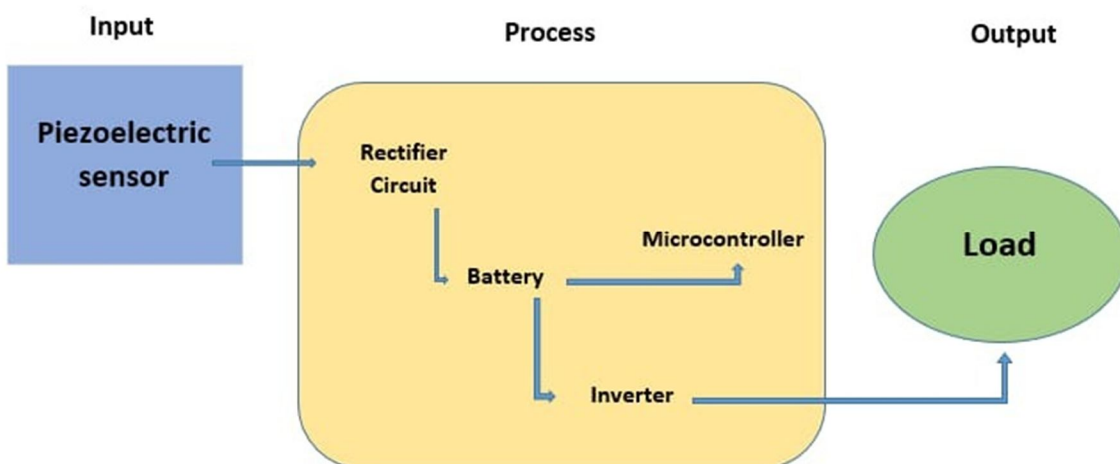 Input
Process
Output
Piezoelectric
sensor
Rectifier
Circuit
Microcontroller
Battery
Load
Inverter